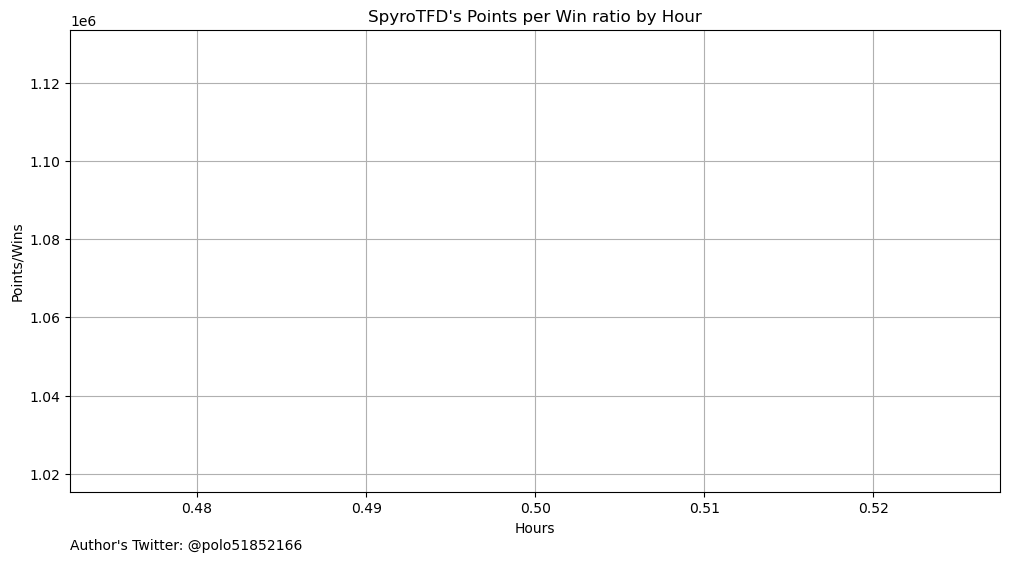 SpyroTFD's Points per Win ratio by Hour
1e6
1.12
1.10
1.08
1.06
1.04
1.02
Points/Wins
0.48 0.49 0.50 0.51 0.52
Hours
Author's Twitter: @polo51852166